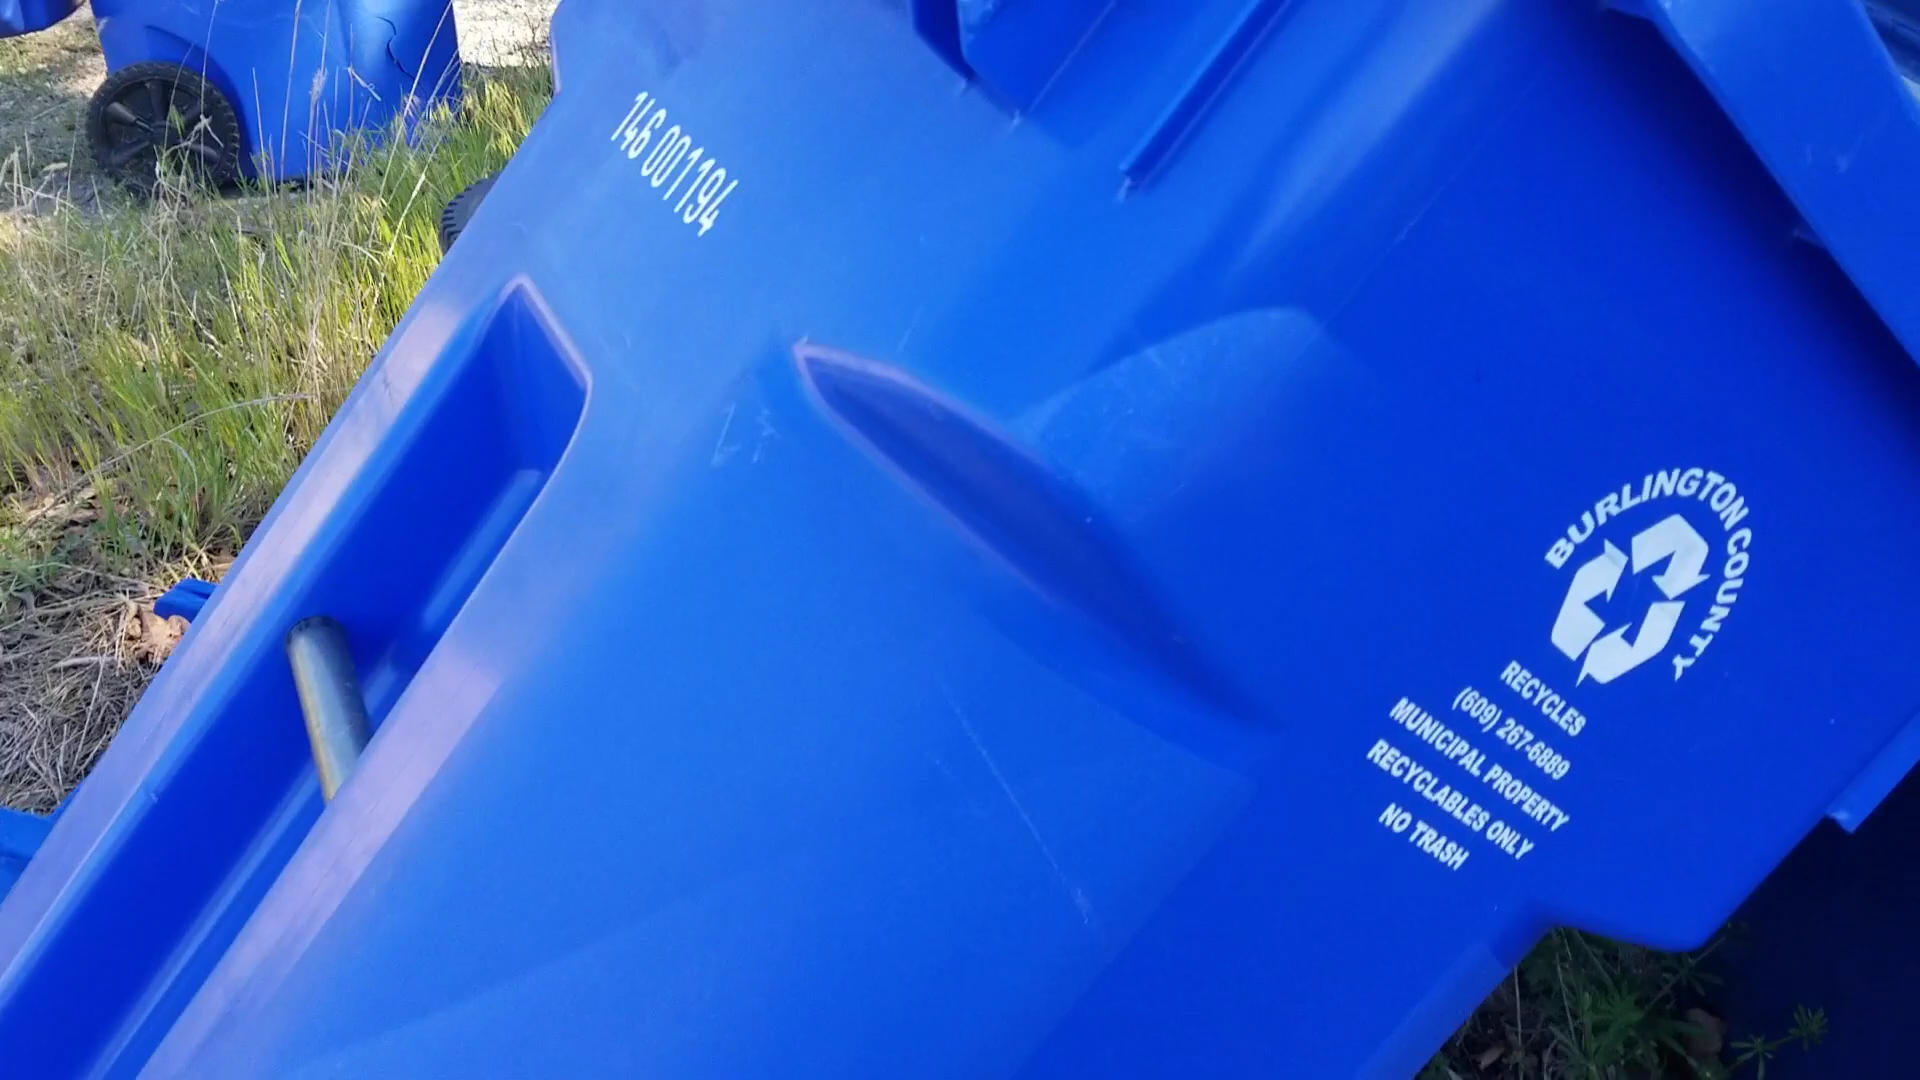 146 001194
BURLINGTON COUNTY
RECYCLES
(609) 267-6889
MUNICIPAL PROPERTY
RECYCLABLES ONLY
NO TRASH